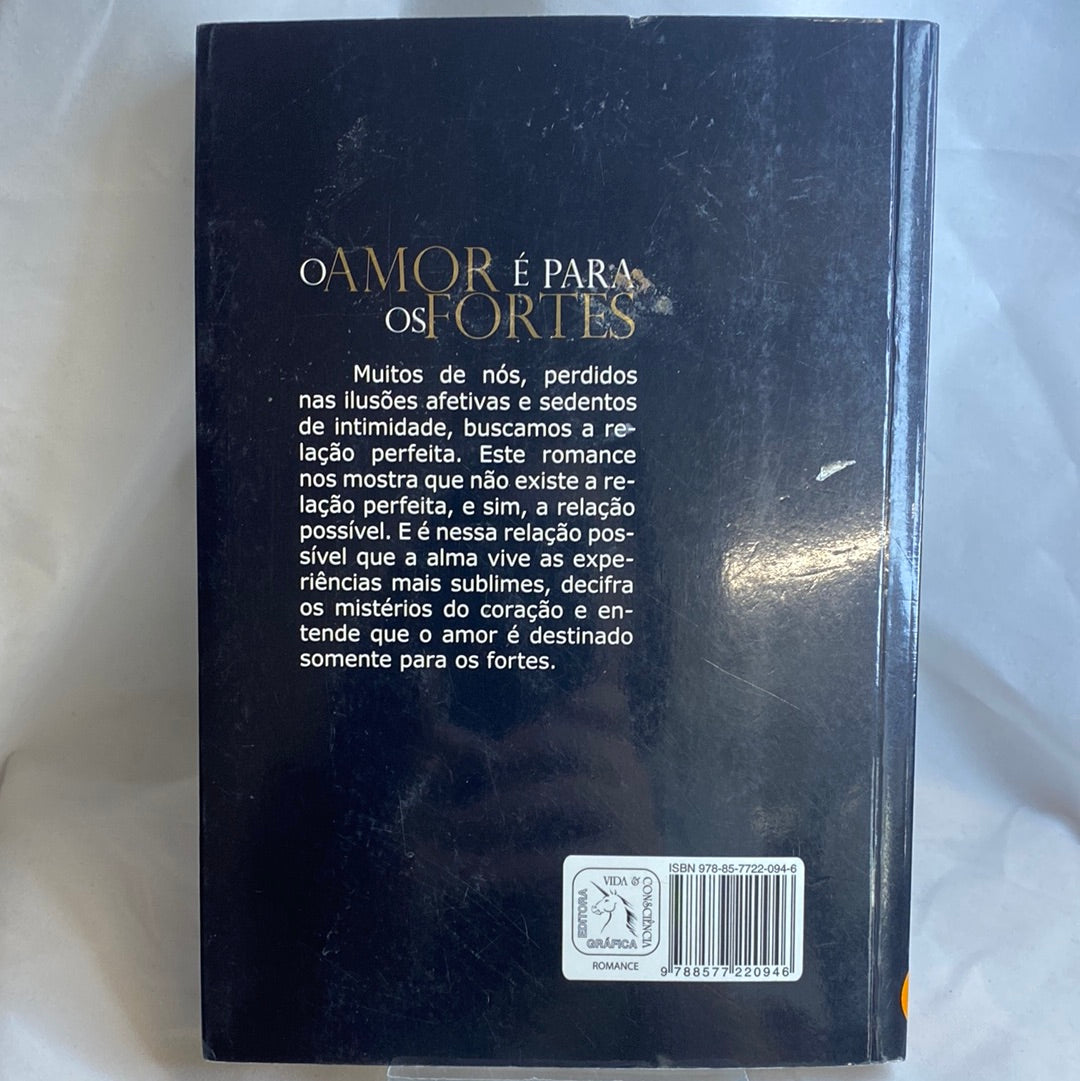 O AMOR É PARA
OS FORTES
Muitos de nós, perdidos
nas ilusões afetivas e sedentos
de intimidade, buscamos a re-
lação perfeita. Este romance
nos mostra que não existe a re-
lação perfeita, e sim, a relação
possível. E é nessa relação pos-
sível que a alma vive as expe-
riências mais sublimes, decifra
os mistérios do coração e en-
tende que o amor é destinado
somente para os fortes.
ISBN 978-85-7722-094-6
VIDA &
CONSCIÊNCIA
EDITORA
GRÁFICA
ROMANCE
9 788577 220946